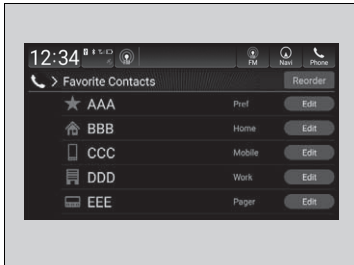 12:34 FM Navi Phone
Favorite Contacts Reorder
AAA Pref Edit
BBB Home Edit
CCC Mobile Edit
DDD Work Edit
EEE Pager Edit